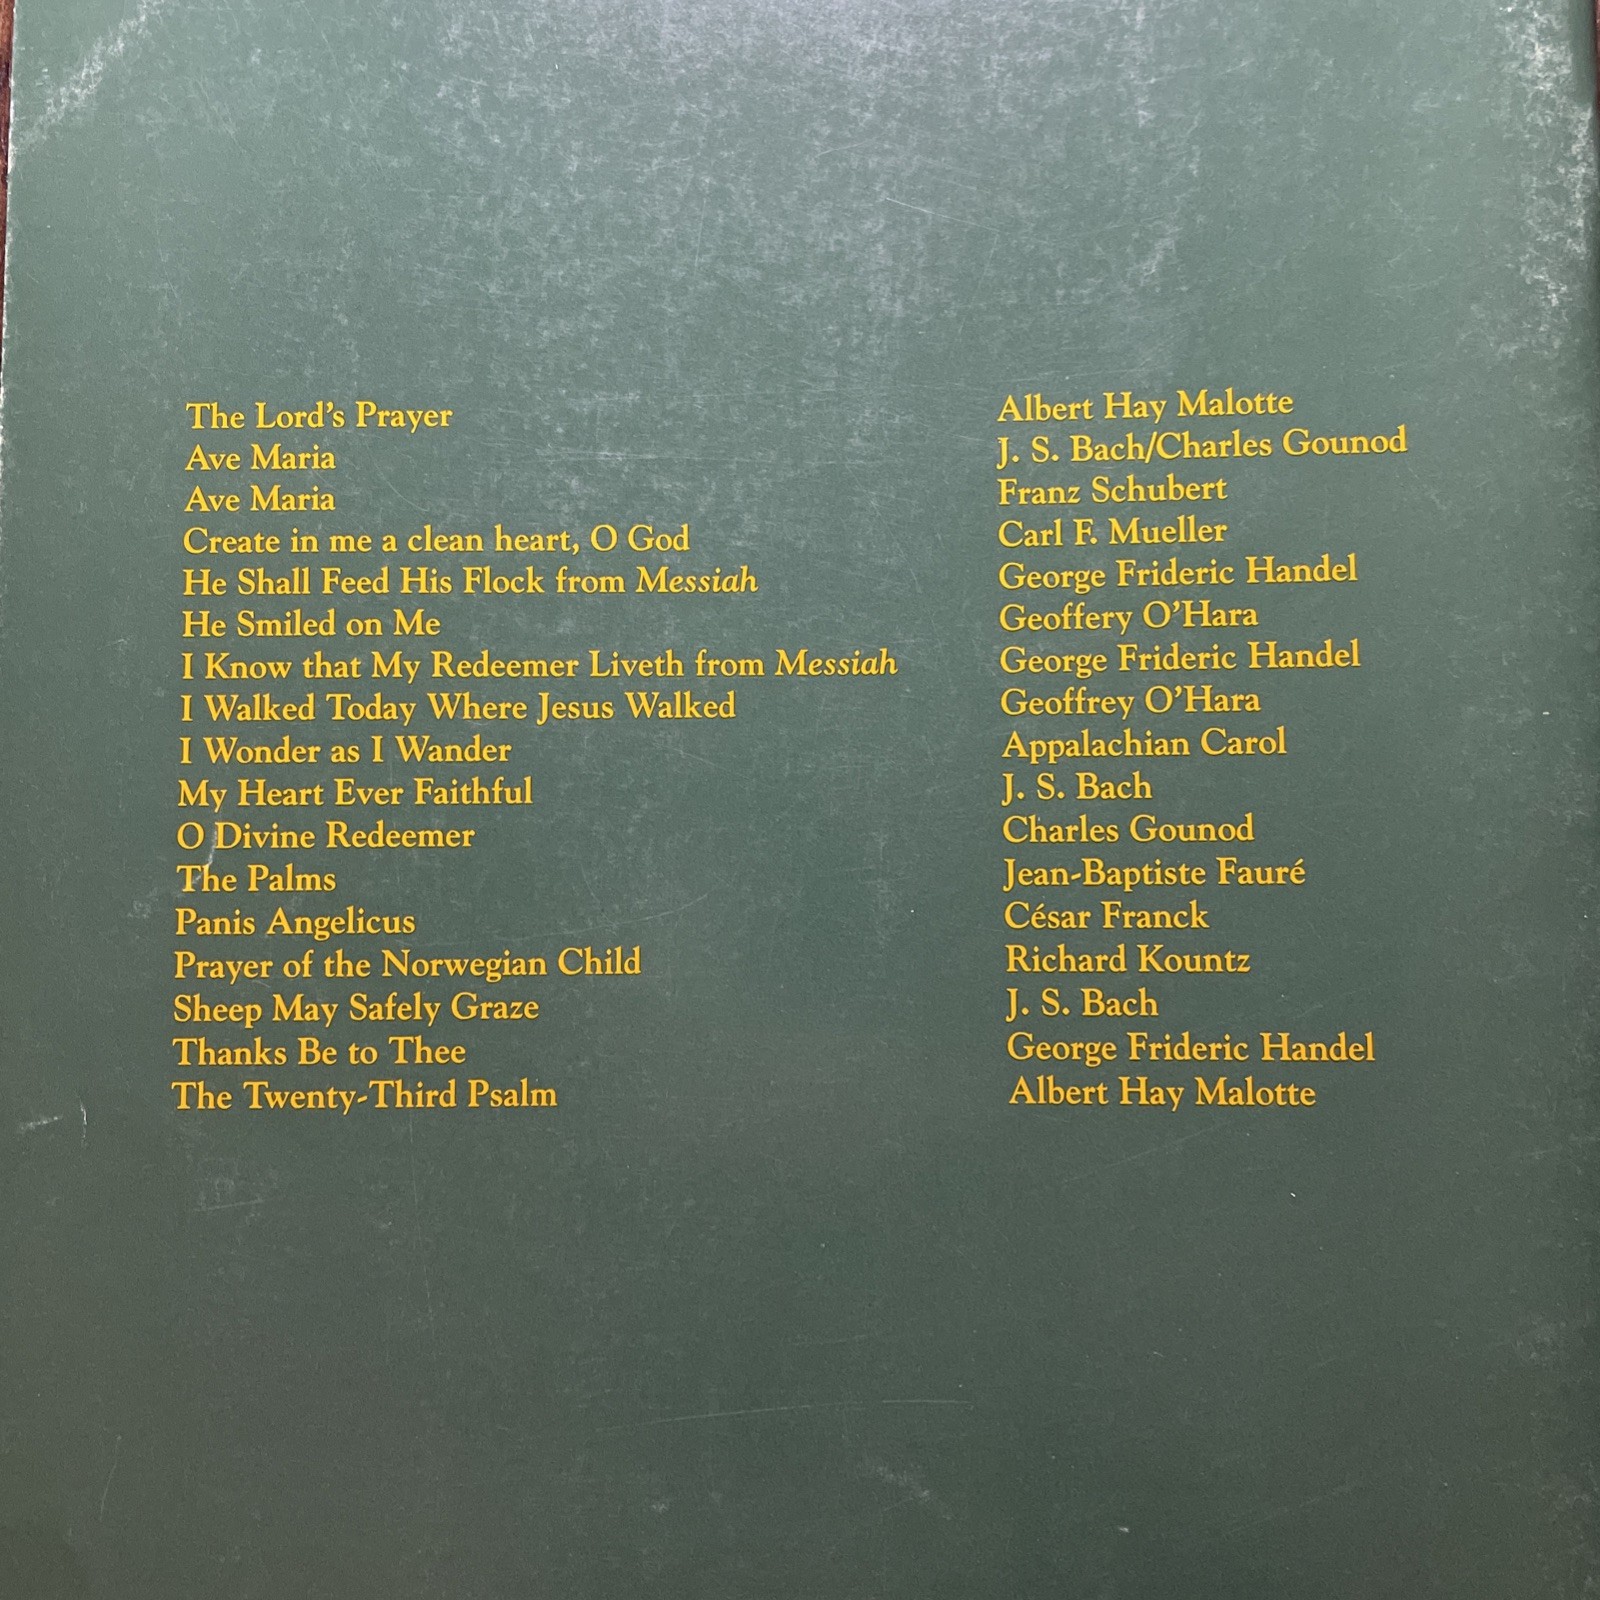 The Lord's Prayer Albert Hay Malotte
Ave Maria J. S. Bach/Charles Gounod
Ave Maria Franz Schubert
Create in me a clean heart, O God Carl F. Mueller
He Shall Feed His Flock from Messiah George Frideric Handel
He Smiled on Me Geoffery O'Hara
I Know that My Redeemer Liveth from Messiah George Frideric Handel
I Walked Today Where Jesus Walked Geoffrey O'Hara
I Wonder as I Wander Appalachian Carol
My Heart Ever Faithful J. S. Bach
O Divine Redeemer Charles Gounod
The Palms Jean-Baptiste Fauré
Panis Angelicus César Franck
Prayer of the Norwegian Child Richard Kountz
Sheep May Safely Graze J. S. Bach
Thanks Be to Thee George Frideric Handel
The Twenty-Third Psalm Albert Hay Malotte